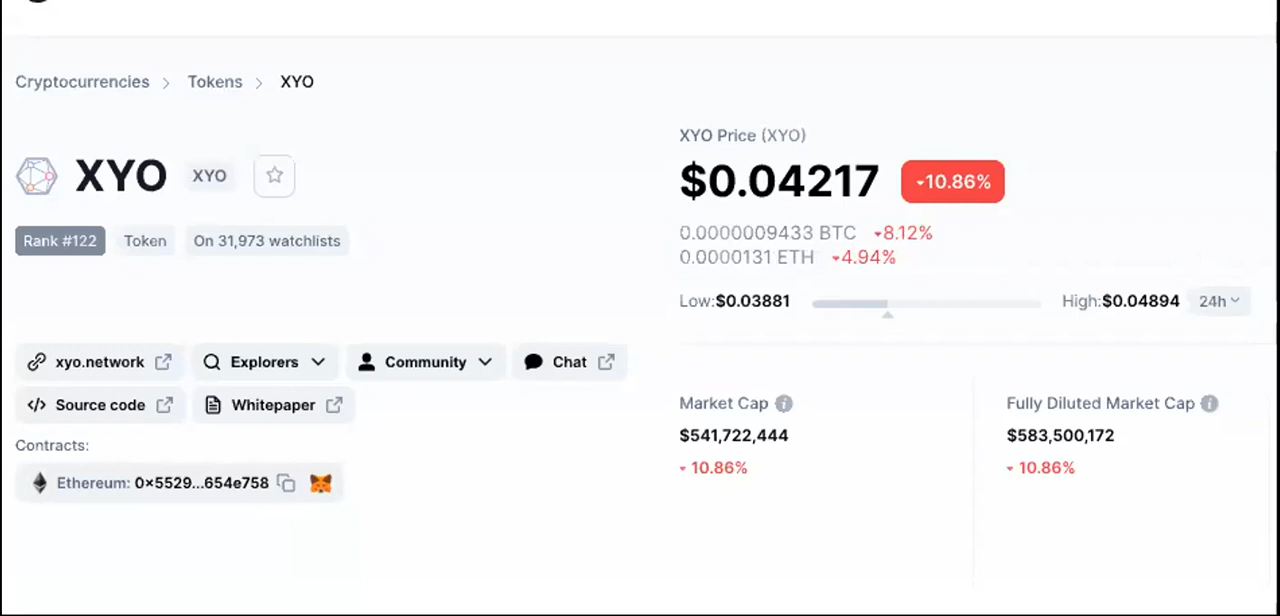 Cryptocurrencies > Tokens > XYO
XYO XYO
Rank #122 Token On 31,973 watchlists
xyo.network Explorers Community Chat
Source code Whitepaper
Contracts:
Ethereum: 0x5529...654e758
XYO Price (XYO)
$0.04217 10.86%
0.0000009433 BTC 8.12%
0.0000131 ETH 4.94%
Low:$0.03881 High:$0.04894 24h
Market Cap
$541,722,444
10.86%
Fully Diluted Market Cap
$583,500,172
10.86%